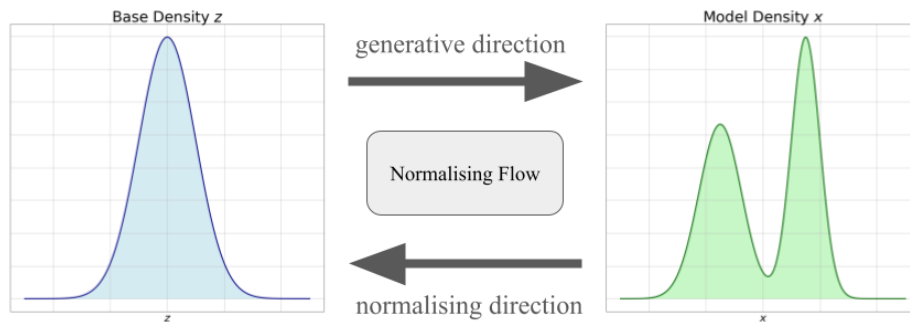 Base Density z
generative direction
Model Density x
Normalising Flow
normalising direction
z
x